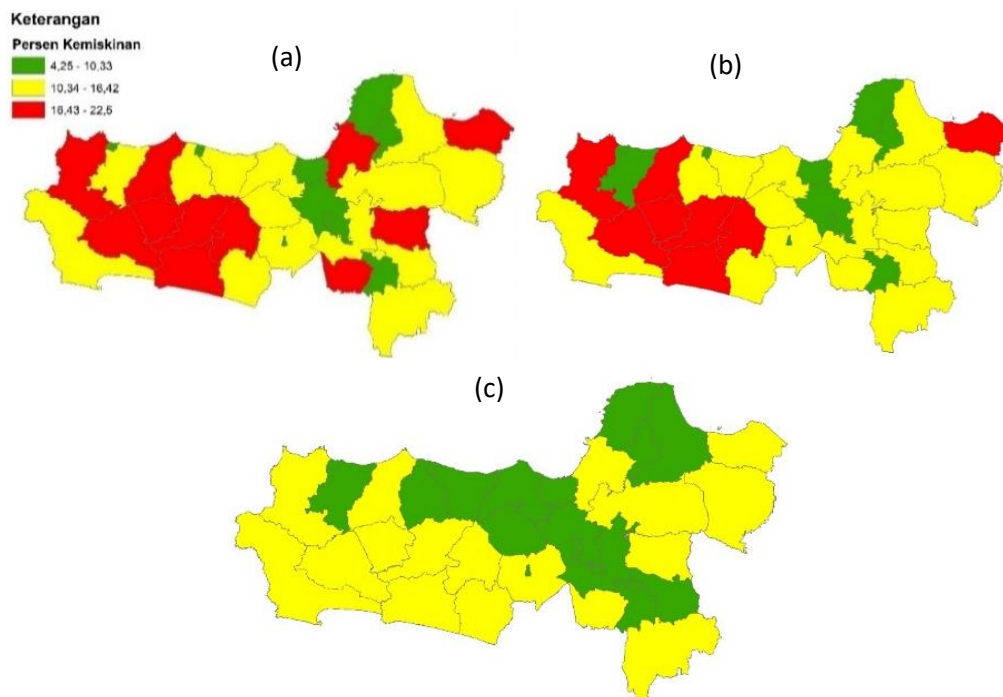 Keterangan
Persen Kemiskinan
4,25 - 10,33
10,34 - 16,42
16,43 - 22,5
(a)
(b)
(c)